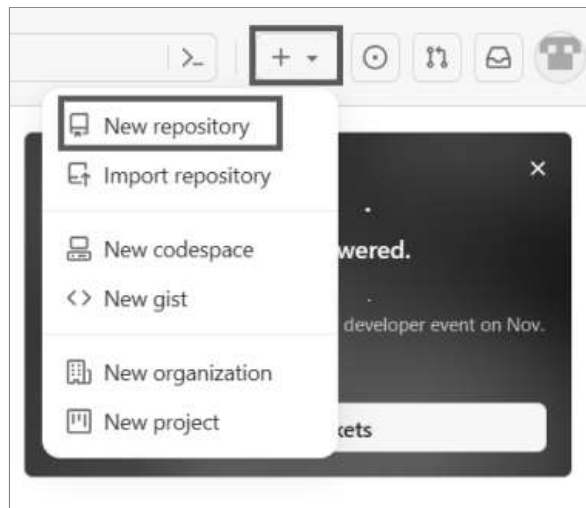 New repository
Import repository
wered.
New codespace
New gist
developer event on Nov.
New organization
New project
kets